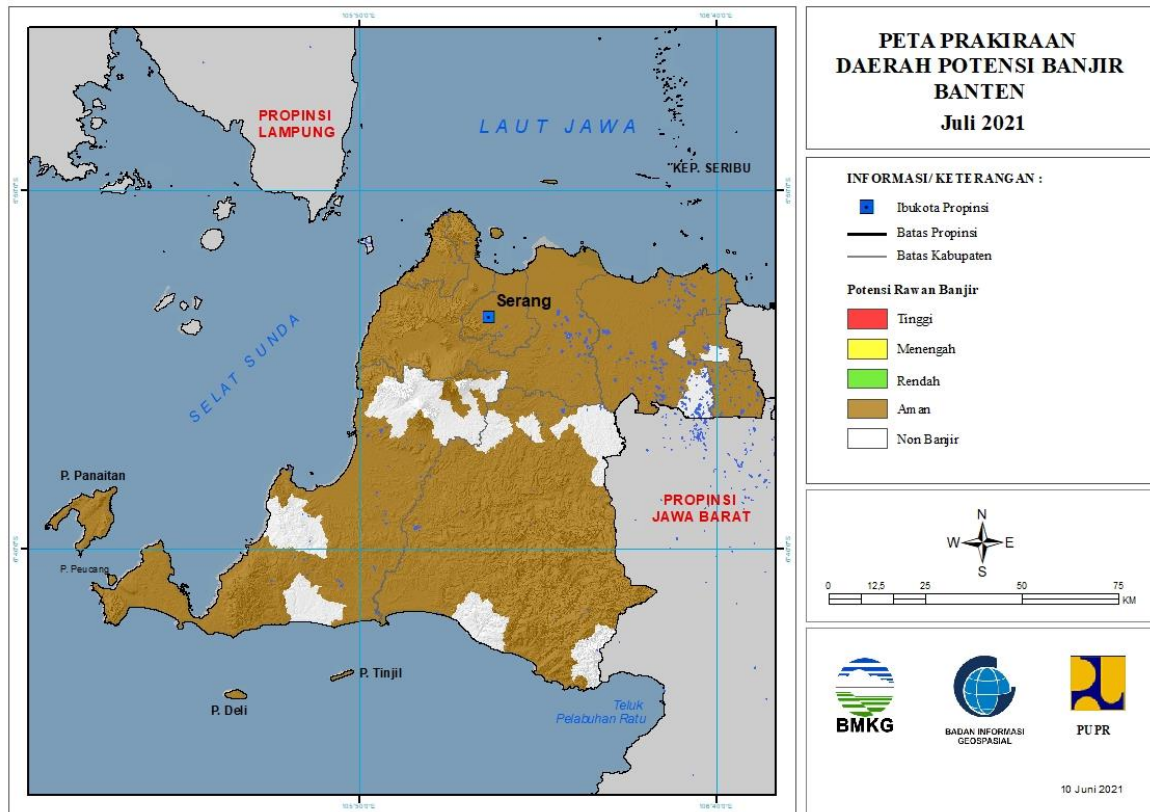 PETA PRAKIRAAN
DAERAH POTENSI BANJIR
BANTEN
Juli 2021
INFORMASI/ KETERANGAN :
Ibukota Propinsi
Batas Propinsi
Batas Kabupaten
Potensi Rawan Banjir
Tinggi
Menengah
Rendah
Aman
Non Banjir
N
W E
S
0 12,5 25 50 75
KM
BMKG
BADAN INFORMASI
GEOSPASIAL
PUPR
10 Juni 2021
PROPINSI
LAMPUNG
LAUT JAWA
KEP. SERIBU
Serang
SELAT SUNDA
P. Panaitan
P. Peucang
PROPINSI
JAWA BARAT
P. Tinjil
P. Deli
Teluk
Pelabuhan Ratu